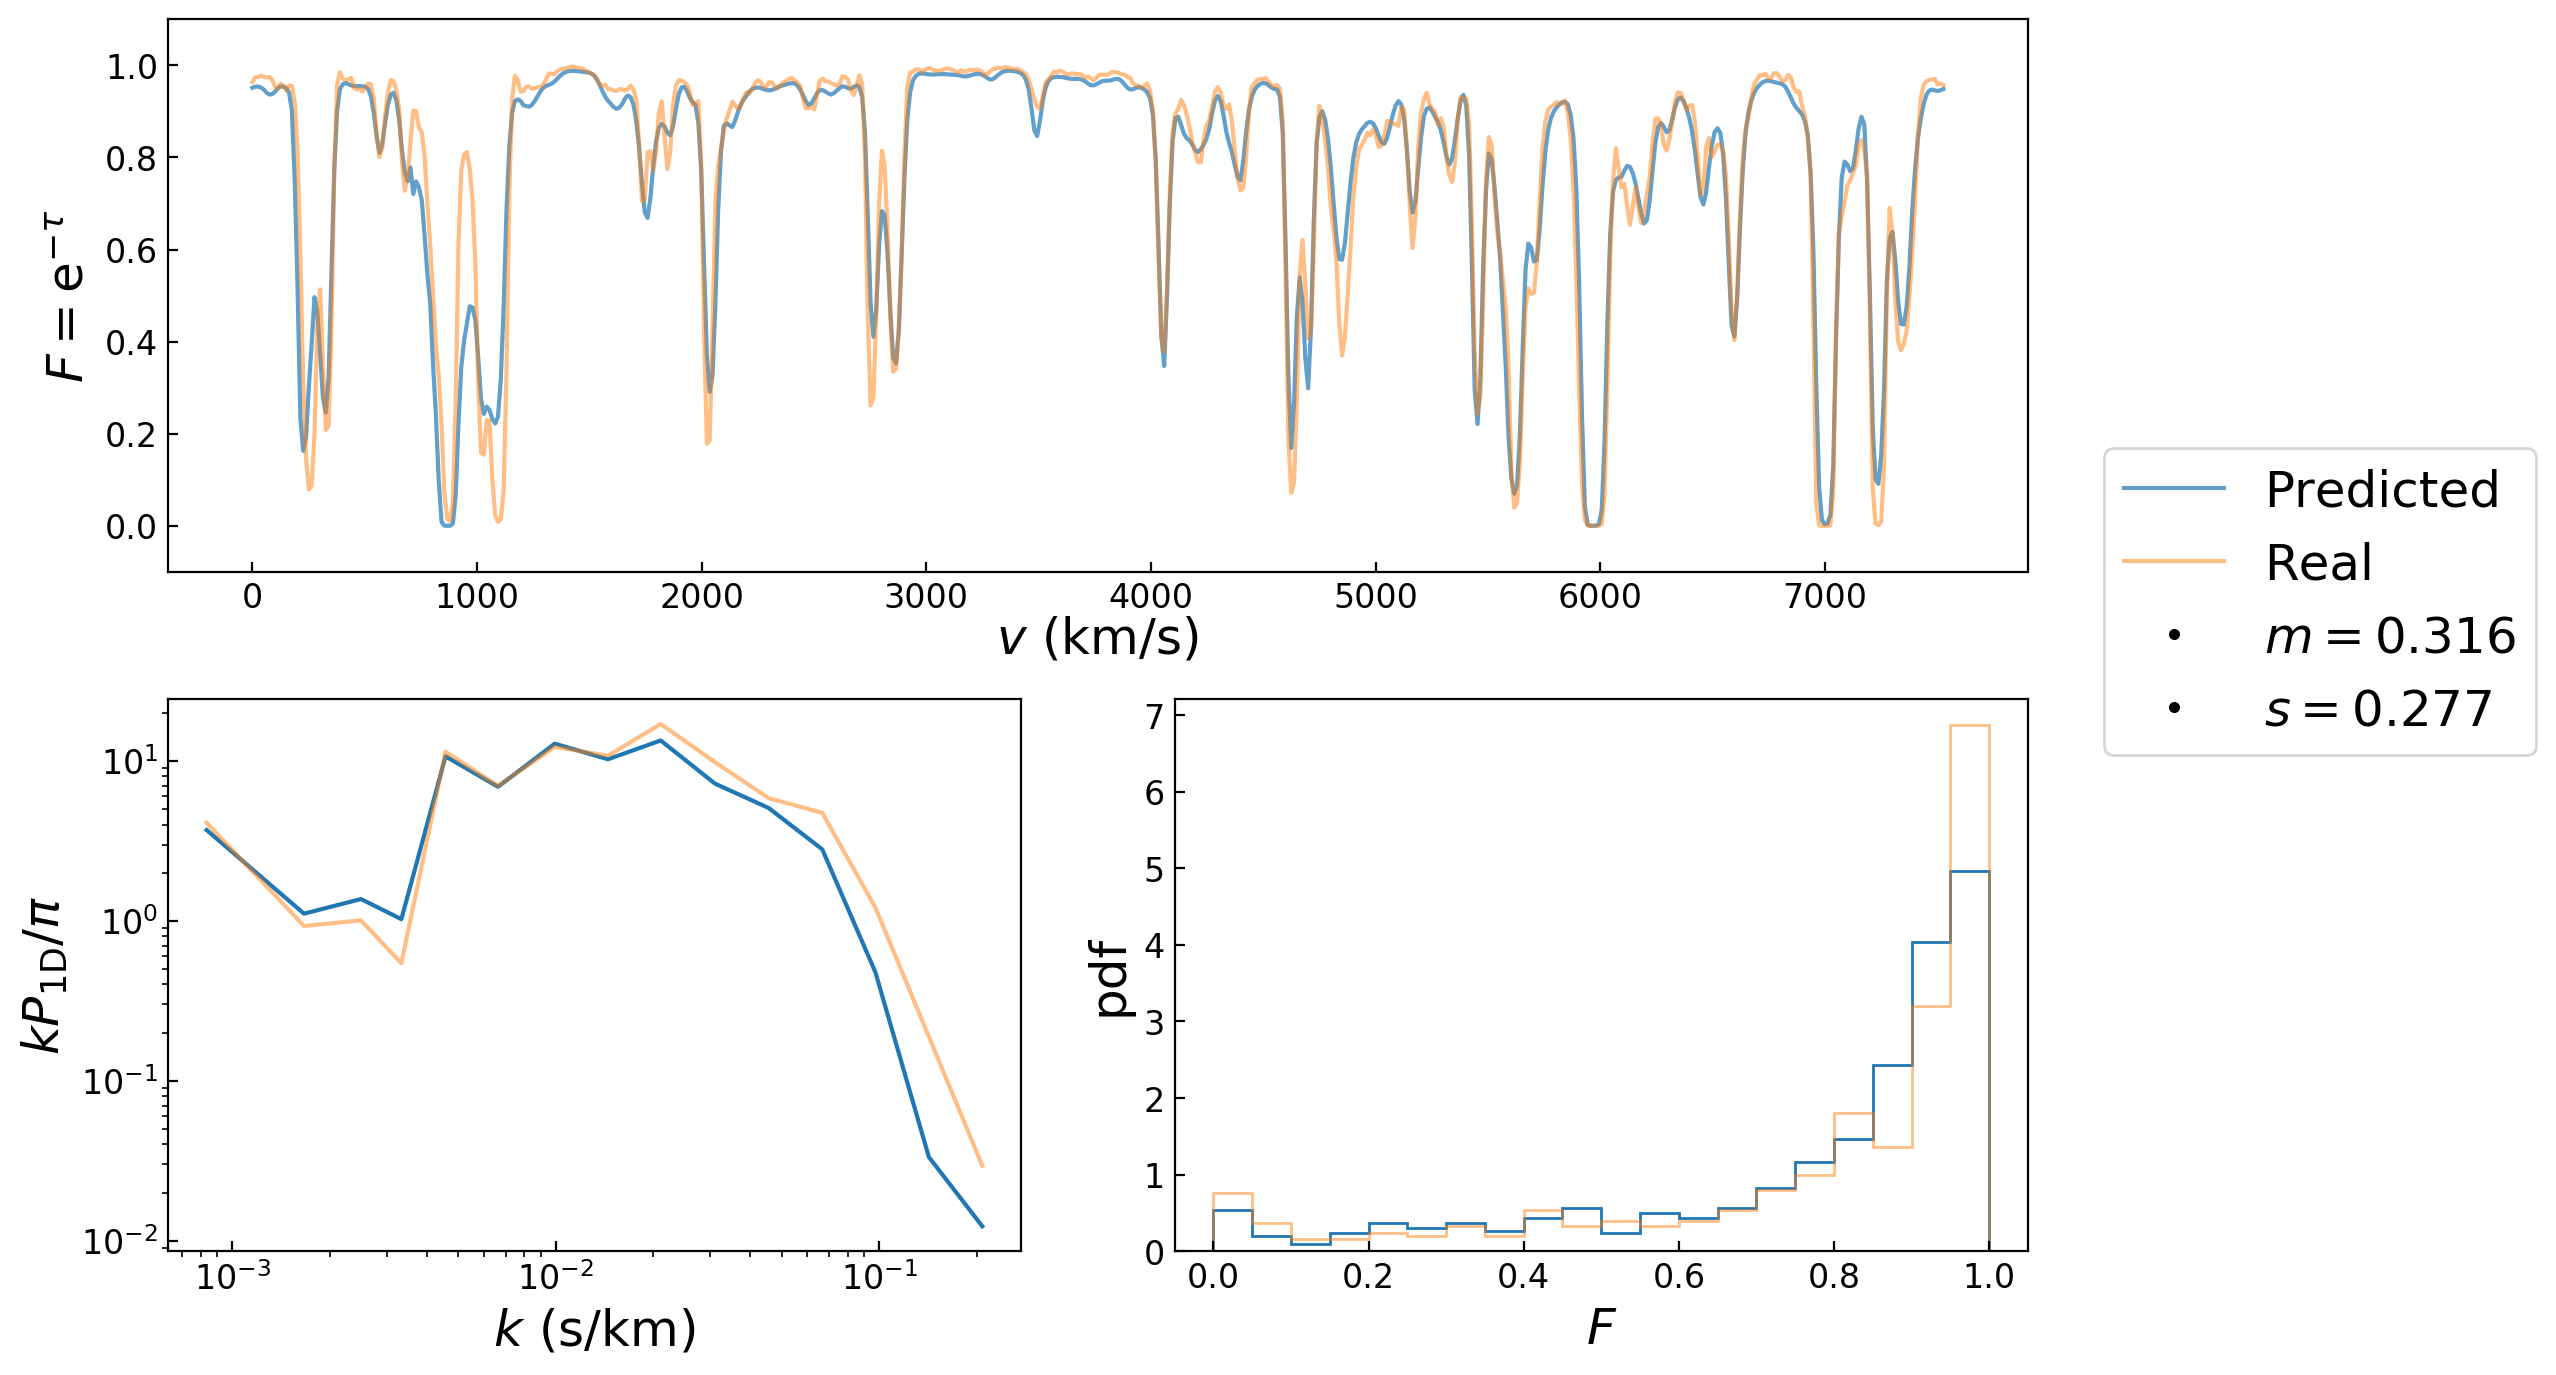 1.0
0.8
0.6
0.4
0.2
0.0
F = e^{-τ}
0 1000 2000 3000 4000 5000 6000 7000
v (km/s)
Predicted
Real
m = 0.316
s = 0.277
10^1
10^0
10^{-1}
10^{-2}
kP_{1D}/π
10^{-3} 10^{-2} 10^{-1}
k (s/km)
7
6
5
4
3
2
1
0
pdf
0.0 0.2 0.4 0.6 0.8 1.0
F